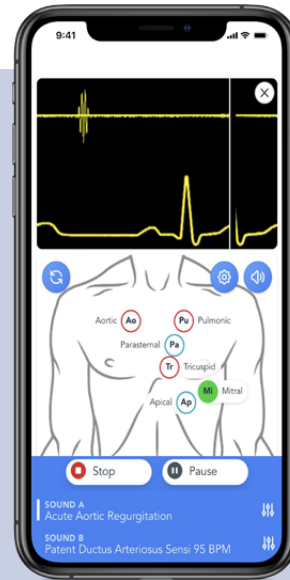 9:41
Aortic Ao Pu Pulmonic
Parasternal Pa
Tr Tricuspid
Mi Mitral
Apical Ap
Stop Pause
SOUND A
Acute Aortic Regurgitation
SOUND B
Patent Ductus Arteriosus Sensi 95 BPM